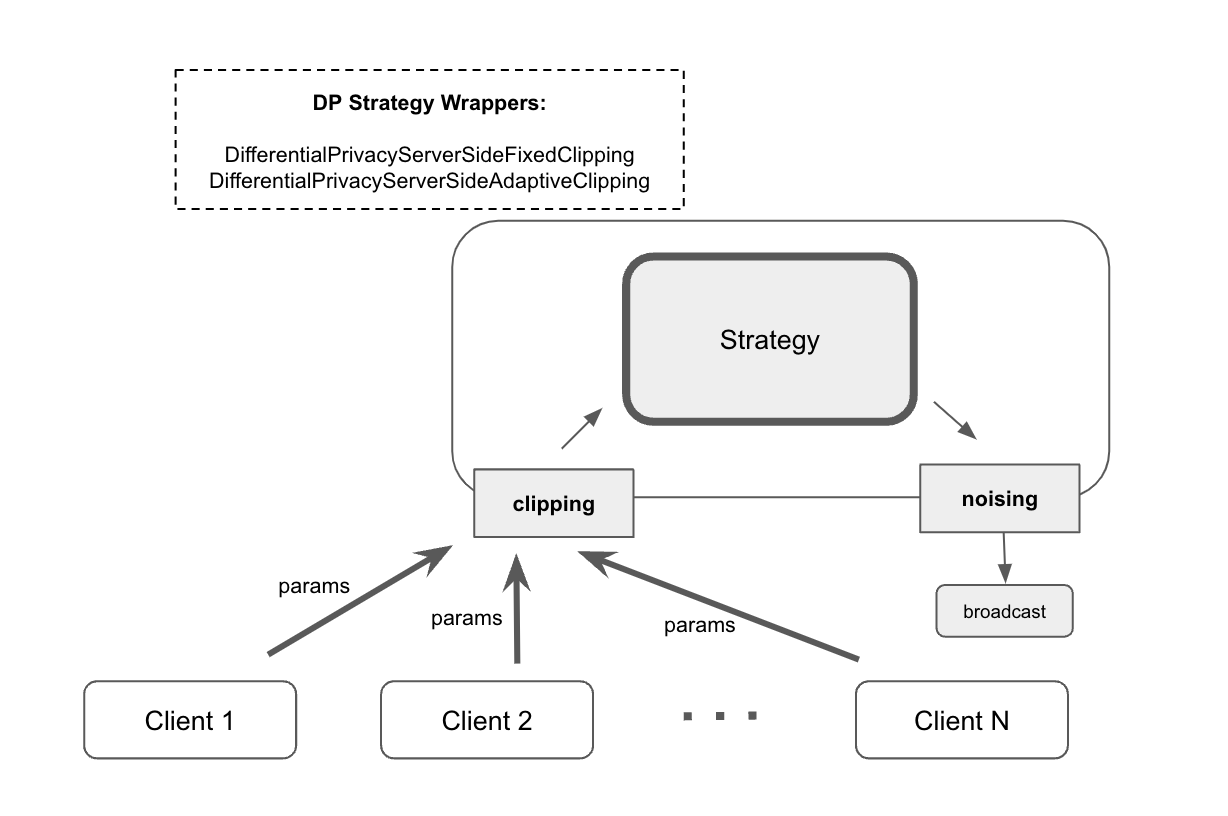 DP Strategy Wrappers:
DifferentialPrivacyServerSideFixedClipping
DifferentialPrivacyServerSideAdaptiveClipping
Strategy
clipping
noising
params
params
params
broadcast
Client 1
Client 2
Client N